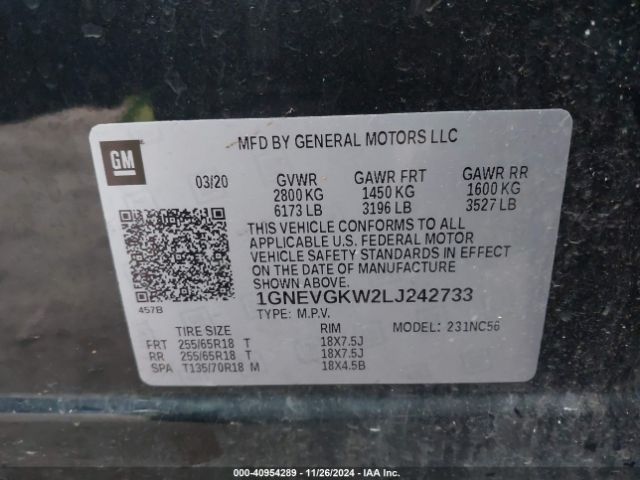 GM
MFD BY GENERAL MOTORS LLC
03/20 GVWR GAWR FRT GAWR RR
2800 KG 1450 KG 1600 KG
6173 LB 3196 LB 3527 LB
THIS VEHICLE CONFORMS TO ALL
APPLICABLE U.S. FEDERAL MOTOR
VEHICLE SAFETY STANDARDS IN EFFECT
ON THE DATE OF MANUFACTURE
SHOWN ABOVE.
457B
1GNEVGKW2LJ242733
TYPE: M.P.V. MODEL: 231NC56
TIRE SIZE RIM
FRT 255/65R18 T 18X7.5J
RR 255/65R18 T 18X7.5J
SPA T135/70R18 M 18X4.5B
000-40954289 - 11/26/2024 - IAA Inc.